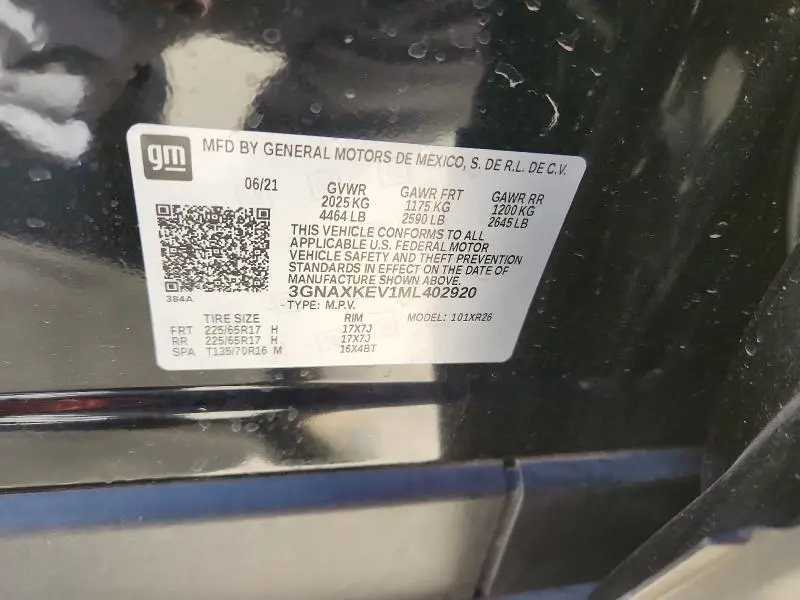 gm MFD BY GENERAL MOTORS DE MEXICO, S. DE R.L. DE C.V.
06/21 GVWR GAWR FRT GAWR RR
2025 KG 1175 KG 1200 KG
4464 LB 2590 LB 2645 LB
THIS VEHICLE CONFORMS TO ALL
APPLICABLE U.S. FEDERAL MOTOR
VEHICLE SAFETY AND THEFT PREVENTION
STANDARDS IN EFFECT ON THE DATE OF
MANUFACTURE SHOWN ABOVE.
384A 3GNAXKEV1ML402920
TYPE: M.P.V. MODEL: 101XR26
TIRE SIZE RIM
FRT 225/65R17 H 17X7J
RR 225/65R17 H 17X7J
SPA T135/70R16 M 16X4BT